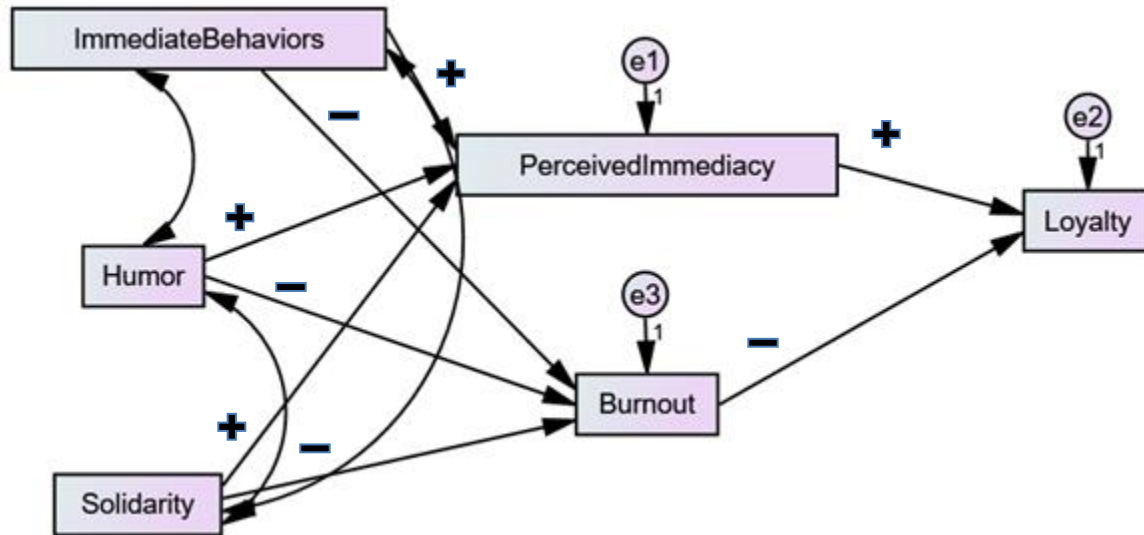 ImmediateBehaviors
+
−
e1
1
PerceivedImmediacy
+
e2
1
Loyalty
+
Humor
−
e3
1
−
Burnout
+
−
Solidarity